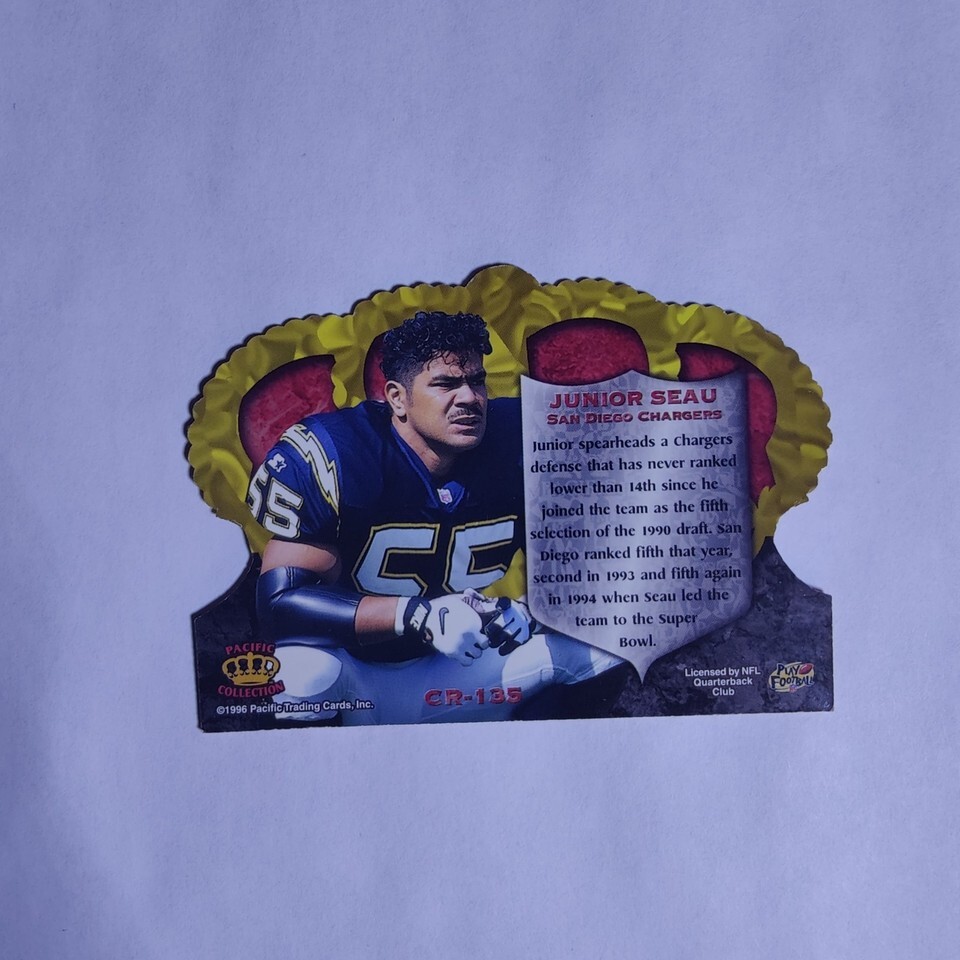 JUNIOR SEAU
SAN DIEGO CHARGERS
Junior spearheads a Chargers
defense that has never ranked
lower than 14th since he
joined the team as the fifth
selection of the 1990 draft. San
Diego ranked fifth that year,
second in 1993 and fifth again
in 1994 when Seau led the
team to the Super
Bowl.
55
55
PACIFIC
COLLECTION
©1996 Pacific Trading Cards, Inc.
CR-135
Licensed by NFL
Quarterback
Club
PLAY
FOOTBALL